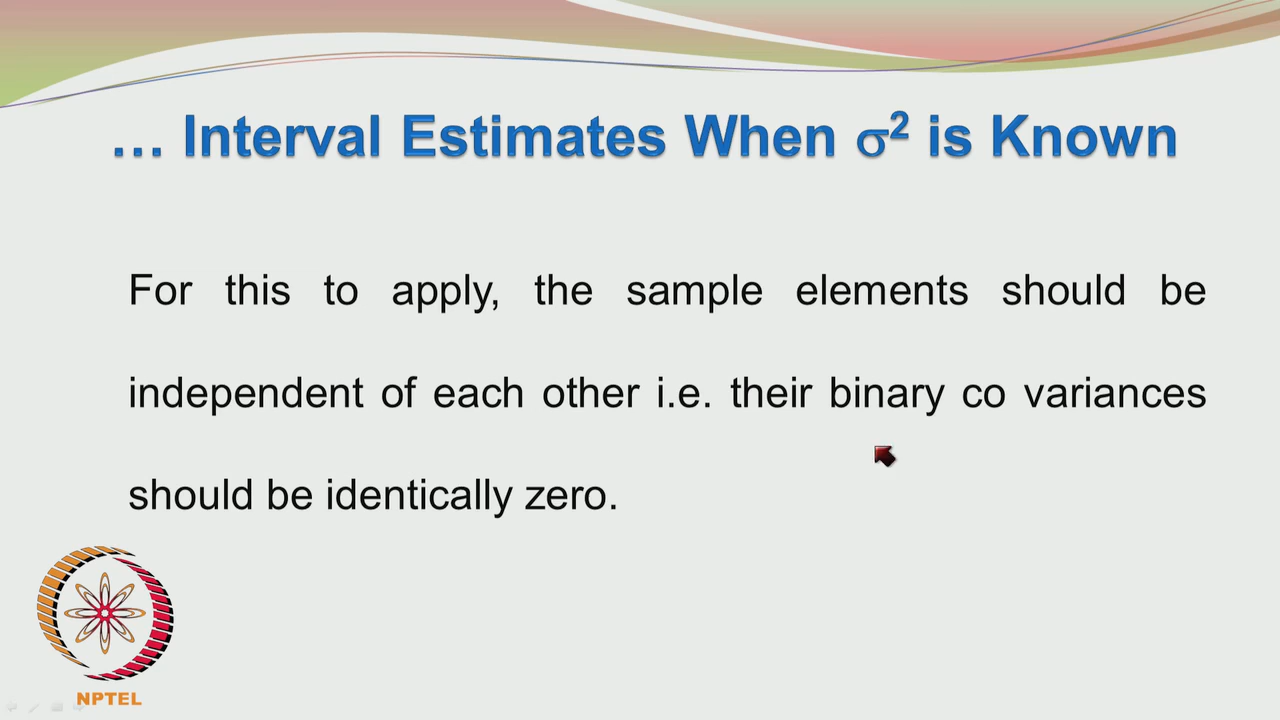 ... Interval Estimates When σ² is Known
For this to apply, the sample elements should be
independent of each other i.e. their binary co variances
should be identically zero.
NPTEL